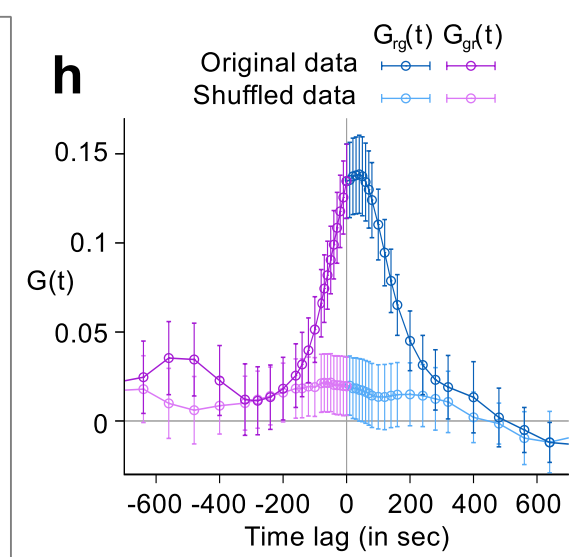 h
G_rg(t) G_gr(t)
Original data
Shuffled data
0.15
0.1
G(t)
0.05
0
-600 -400 -200 0 200 400 600
Time lag (in sec)